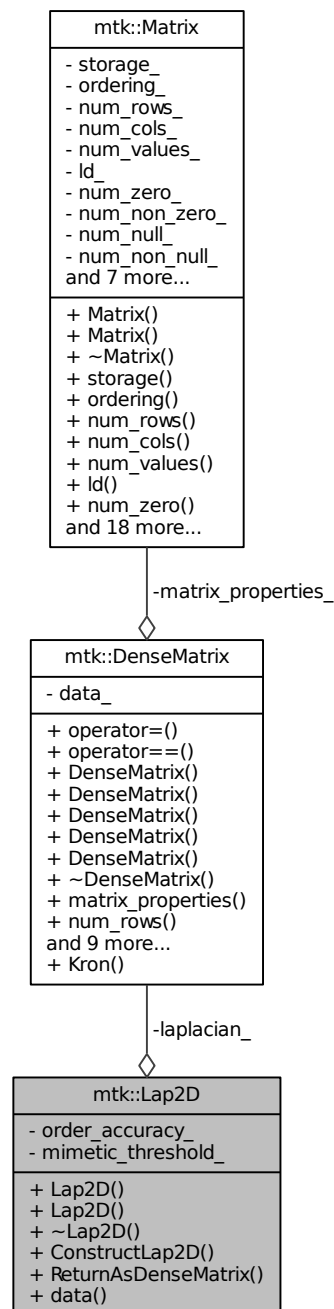 mtk::Matrix
- storage_
- ordering_
- num_rows_
- num_cols_
- num_values_
- ld_
- num_zero_
- num_non_zero_
- num_null_
- num_non_null_
and 7 more...
+ Matrix()
+ Matrix()
+ ~Matrix()
+ storage()
+ ordering()
+ num_rows()
+ num_cols()
+ num_values()
+ ld()
+ num_zero()
and 18 more...
-matrix_properties_
mtk::DenseMatrix
- data_
+ operator=()
+ operator==()
+ DenseMatrix()
+ DenseMatrix()
+ DenseMatrix()
+ DenseMatrix()
+ DenseMatrix()
+ ~DenseMatrix()
+ matrix_properties()
+ num_rows()
and 9 more...
+ Kron()
-laplacian_
mtk::Lap2D
- order_accuracy_
- mimetic_threshold_
+ Lap2D()
+ Lap2D()
+ ~Lap2D()
+ ConstructLap2D()
+ ReturnAsDenseMatrix()
+ data()